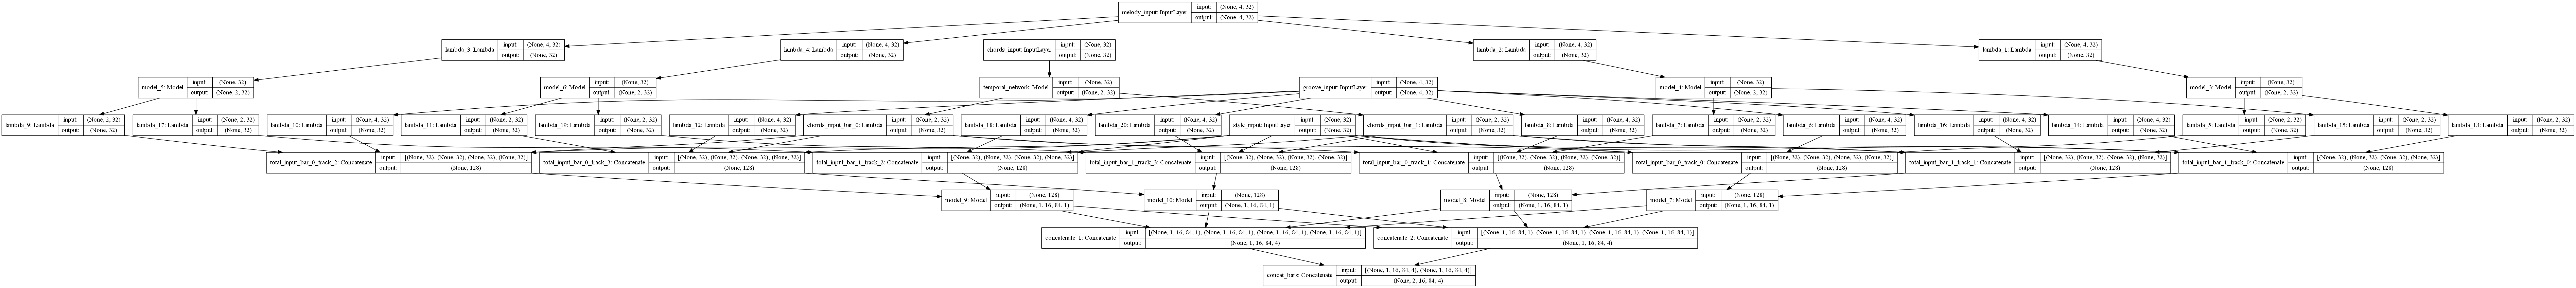 melody_input: InputLayer
input: (None, 4, 32)
output: (None, 4, 32)
lambda_3: Lambda
input: (None, 4, 32)
output: (None, 32)
lambda_4: Lambda
input: (None, 4, 32)
output: (None, 32)
chords_input: InputLayer
input: (None, 32)
output: (None, 32)
lambda_2: Lambda
input: (None, 4, 32)
output: (None, 32)
lambda_1: Lambda
input: (None, 4, 32)
output: (None, 32)
model_5: Model
input: (None, 32)
output: (None, 2, 32)
model_6: Model
input: (None, 32)
output: (None, 2, 32)
temporal_network: Model
input: (None, 32)
output: (None, 2, 32)
groove_input: InputLayer
input: (None, 4, 32)
output: (None, 4, 32)
model_4: Model
input: (None, 32)
output: (None, 2, 32)
model_3: Model
input: (None, 32)
output: (None, 2, 32)
lambda_9: Lambda
input: (None, 2, 32)
output: (None, 32)
lambda_17: Lambda
input: (None, 2, 32)
output: (None, 32)
lambda_10: Lambda
input: (None, 4, 32)
output: (None, 32)
lambda_11: Lambda
input: (None, 2, 32)
output: (None, 32)
lambda_19: Lambda
input: (None, 2, 32)
output: (None, 32)
lambda_12: Lambda
input: (None, 4, 32)
output: (None, 32)
chords_input_bar_0: Lambda
input: (None, 2, 32)
output: (None, 32)
lambda_18: Lambda
input: (None, 4, 32)
output: (None, 32)
lambda_20: Lambda
input: (None, 4, 32)
output: (None, 32)
style_input: InputLayer
input: (None, 32)
output: (None, 32)
chords_input_bar_1: Lambda
input: (None, 2, 32)
output: (None, 32)
lambda_8: Lambda
input: (None, 4, 32)
output: (None, 32)
lambda_7: Lambda
input: (None, 2, 32)
output: (None, 32)
lambda_6: Lambda
input: (None, 4, 32)
output: (None, 32)
lambda_16: Lambda
input: (None, 4, 32)
output: (None, 32)
lambda_14: Lambda
input: (None, 4, 32)
output: (None, 32)
lambda_5: Lambda
input: (None, 2, 32)
output: (None, 32)
lambda_15: Lambda
input: (None, 2, 32)
output: (None, 32)
lambda_13: Lambda
input: (None, 2, 32)
output: (None, 32)
total_input_bar_0_track_2: Concatenate
input: [(None, 32), (None, 32), (None, 32), (None, 32)]
output: (None, 128)
total_input_bar_0_track_3: Concatenate
input: [(None, 32), (None, 32), (None, 32), (None, 32)]
output: (None, 128)
total_input_bar_1_track_2: Concatenate
input: [(None, 32), (None, 32), (None, 32), (None, 32)]
output: (None, 128)
total_input_bar_1_track_3: Concatenate
input: [(None, 32), (None, 32), (None, 32), (None, 32)]
output: (None, 128)
total_input_bar_0_track_1: Concatenate
input: [(None, 32), (None, 32), (None, 32), (None, 32)]
output: (None, 128)
total_input_bar_0_track_0: Concatenate
input: [(None, 32), (None, 32), (None, 32), (None, 32)]
output: (None, 128)
total_input_bar_1_track_1: Concatenate
input: [(None, 32), (None, 32), (None, 32), (None, 32)]
output: (None, 128)
total_input_bar_1_track_0: Concatenate
input: [(None, 32), (None, 32), (None, 32), (None, 32)]
output: (None, 128)
model_9: Model
input: (None, 128)
output: (None, 1, 16, 84, 1)
model_10: Model
input: (None, 128)
output: (None, 1, 16, 84, 1)
model_8: Model
input: (None, 128)
output: (None, 1, 16, 84, 1)
model_7: Model
input: (None, 128)
output: (None, 1, 16, 84, 1)
concatenate_1: Concatenate
input: [(None, 1, 16, 84, 1), (None, 1, 16, 84, 1), (None, 1, 16, 84, 1), (None, 1, 16, 84, 1)]
output: (None, 1, 16, 84, 4)
concatenate_2: Concatenate
input: [(None, 1, 16, 84, 1), (None, 1, 16, 84, 1), (None, 1, 16, 84, 1), (None, 1, 16, 84, 1)]
output: (None, 1, 16, 84, 4)
concat_bars: Concatenate
input: [(None, 1, 16, 84, 4), (None, 1, 16, 84, 4)]
output: (None, 2, 16, 84, 4)